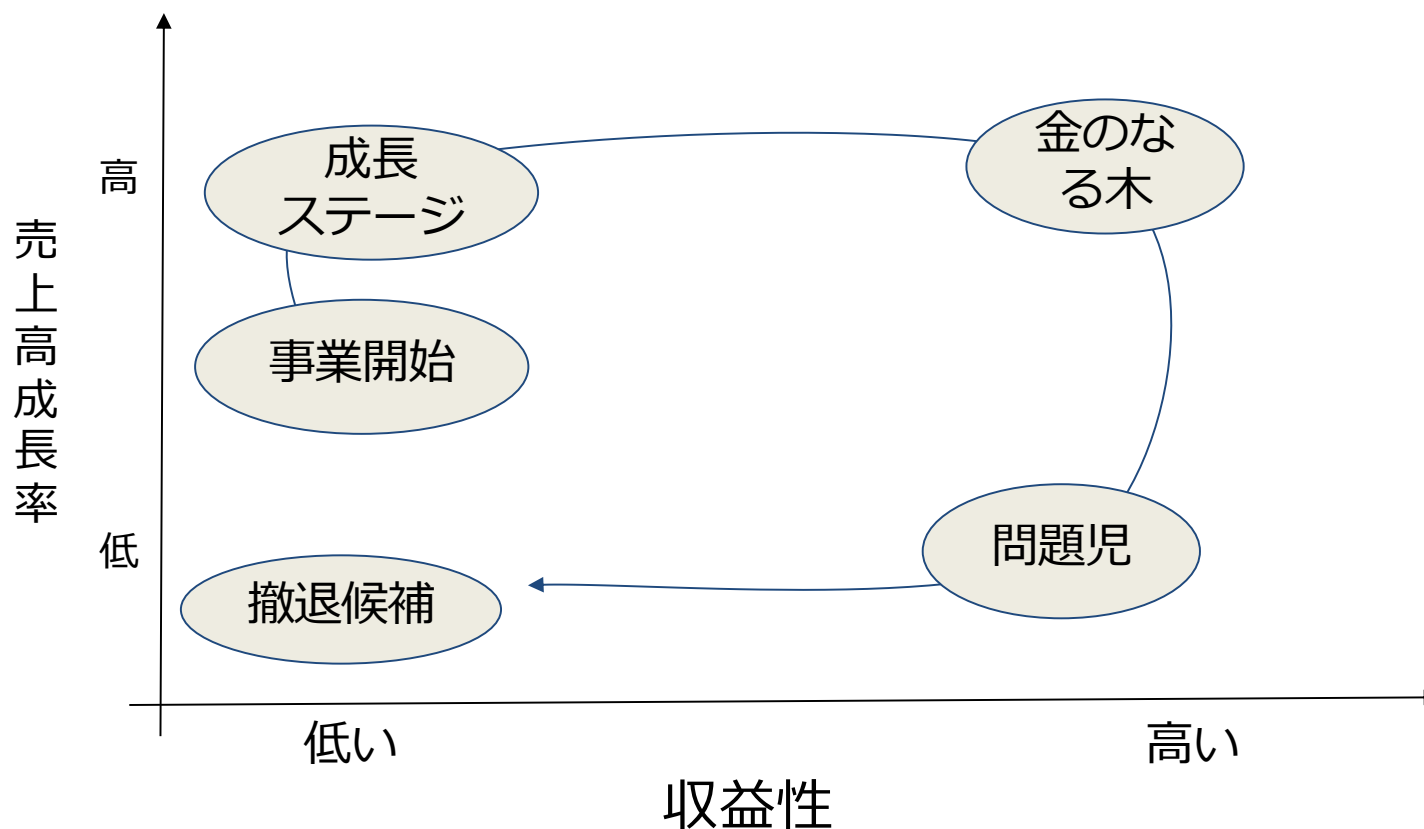 売上高成長率
高
低
成長
ステージ
金のな
る木
事業開始
問題児
撤退候補
低い
高い
収益性